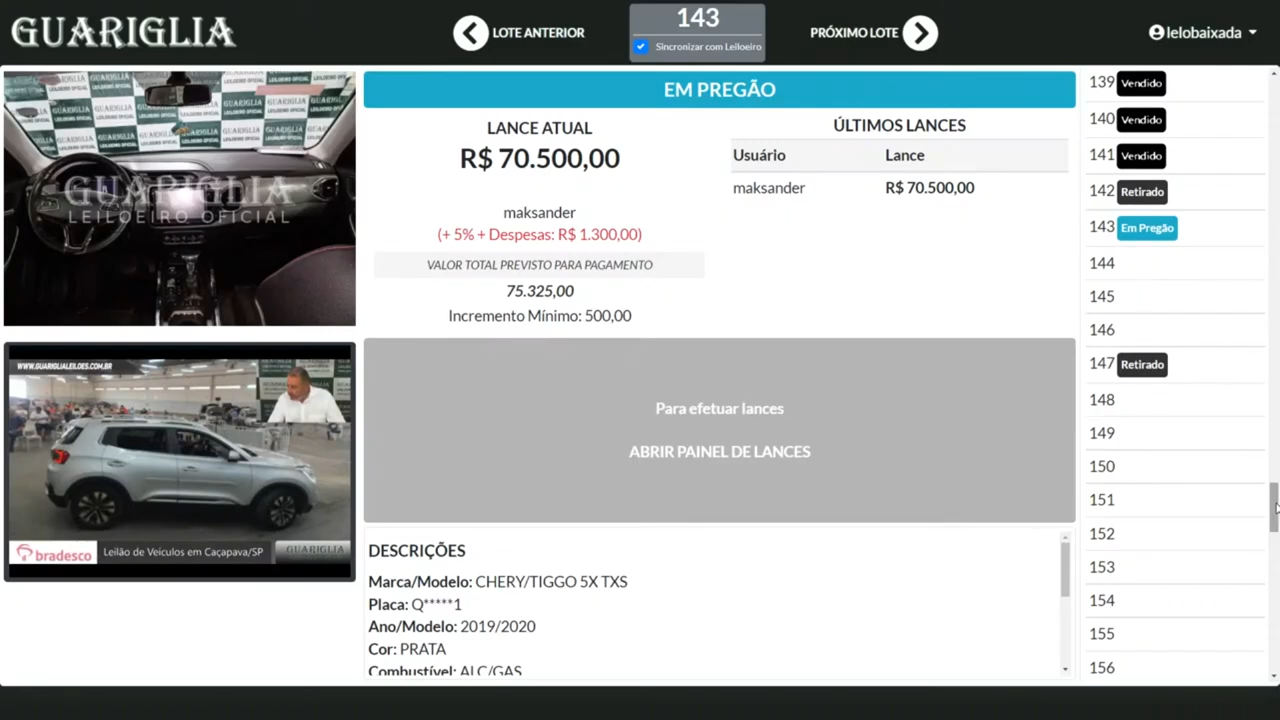 GUARIGLIA
LOTE ANTERIOR
143
Sincronizar com Leiloeiro
PRÓXIMO LOTE
lelobaixada
GUARIGLIA
LEILOEIRO OFICIAL
EM PREGÃO
LANCE ATUAL
R$ 70.500,00
maksander
(+ 5% + Despesas: R$ 1.300,00)
VALOR TOTAL PREVISTO PARA PAGAMENTO
75.325,00
Incremento Mínimo: 500,00
ÚLTIMOS LANCES
Usuário Lance
maksander R$ 70.500,00
Para efetuar lances
ABRIR PAINEL DE LANCES
WWW.GUARIGLIALEILOES.COM.BR
bradesco Leilão de Veículos em Caçapava/SP GUARIGLIA
DESCRIÇÕES
Marca/Modelo: CHERY/TIGGO 5X TXS
Placa: Q*****1
Ano/Modelo: 2019/2020
Cor: PRATA
Combustível: ALC/GAS
139 Vendido
140 Vendido
141 Vendido
142 Retirado
143 Em Pregão
144
145
146
147 Retirado
148
149
150
151
152
153
154
155
156